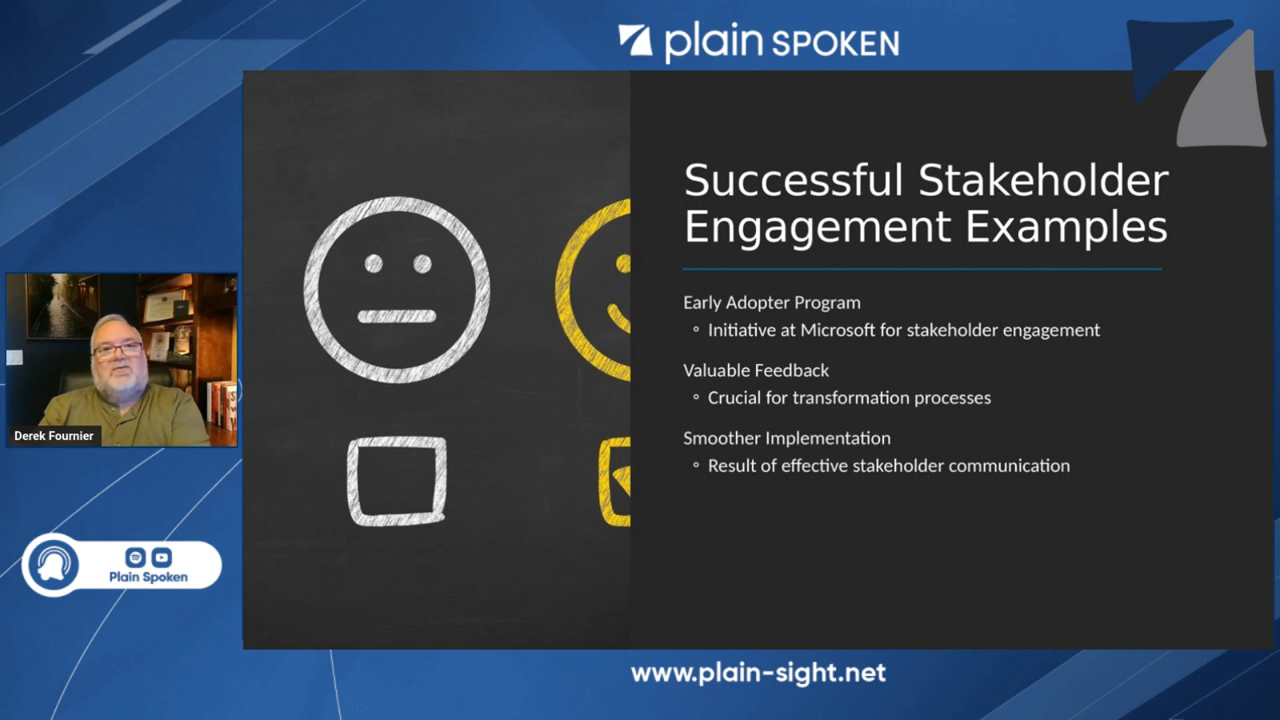 plain SPOKEN
Successful Stakeholder
Engagement Examples
Early Adopter Program
◦ Initiative at Microsoft for stakeholder engagement
Valuable Feedback
◦ Crucial for transformation processes
Smoother Implementation
◦ Result of effective stakeholder communication
Derek Fournier
Plain Spoken
www.plain-sight.net